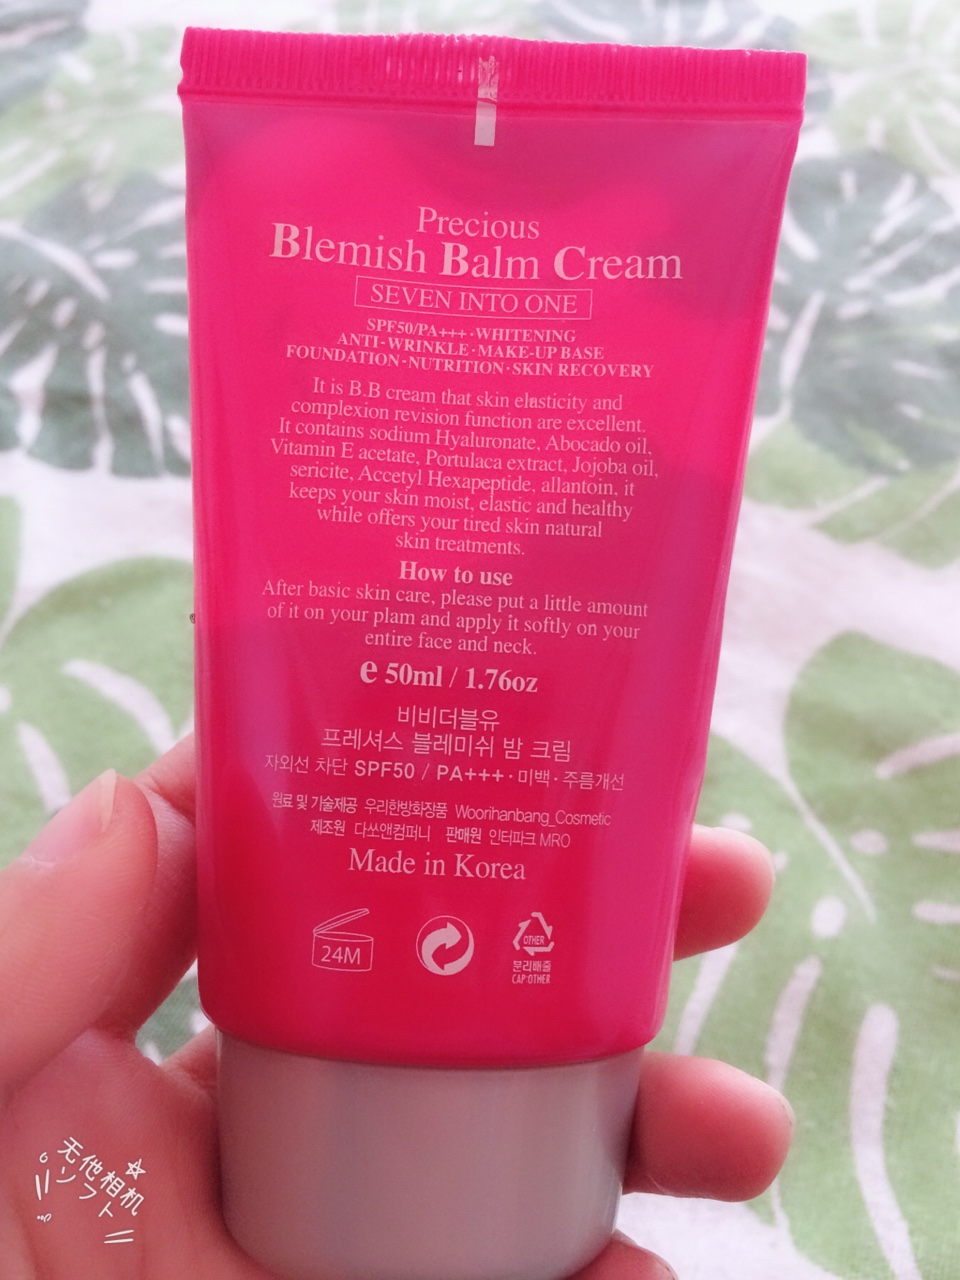 Precious
Blemish Balm Cream
SEVEN INTO ONE
SPF50/PA+++·WHITENING
ANTI-WRINKLE·MAKE-UP BASE
FOUNDATION·NUTRITION·SKIN RECOVERY
It is B.B cream that skin elasticity and
complexion revision function are excellent.
It contains sodium Hyaluronate, Abocado oil,
Vitamin E acetate, Portulaca extract, Jojoba oil,
sericite, Accetyl Hexapeptide, allantoin, it
keeps your skin moist, elastic and healthy
while offers your tired skin natural
skin treatments.
How to use
After basic skin care, please put a little amount
of it on your plam and apply it softly on your
entire face and neck.
e 50ml / 1.76oz
비비더블유
프레셔스 블레미쉬 밤 크림
자외선 차단 SPF50 / PA+++·미백·주름개선
원료 및 기술제공 우리한방화장품 Woorihanbang_Cosmetic
제조원 다쏘앤컴퍼니 판매원 인터파크 MRO
Made in Korea
24M
OTHER
분리배출
CAP:OTHER
无他相机
ソフト